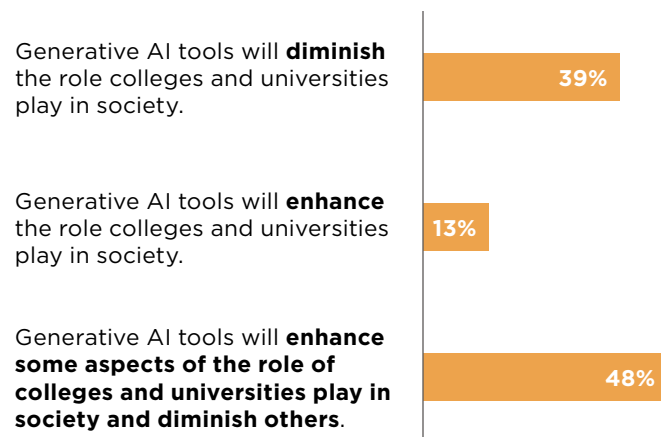 Generative AI tools will diminish
the role colleges and universities
play in society.
39%
Generative AI tools will enhance
the role colleges and universities
play in society.
13%
Generative AI tools will enhance
some aspects of the role of
colleges and universities play in
society and diminish others.
48%